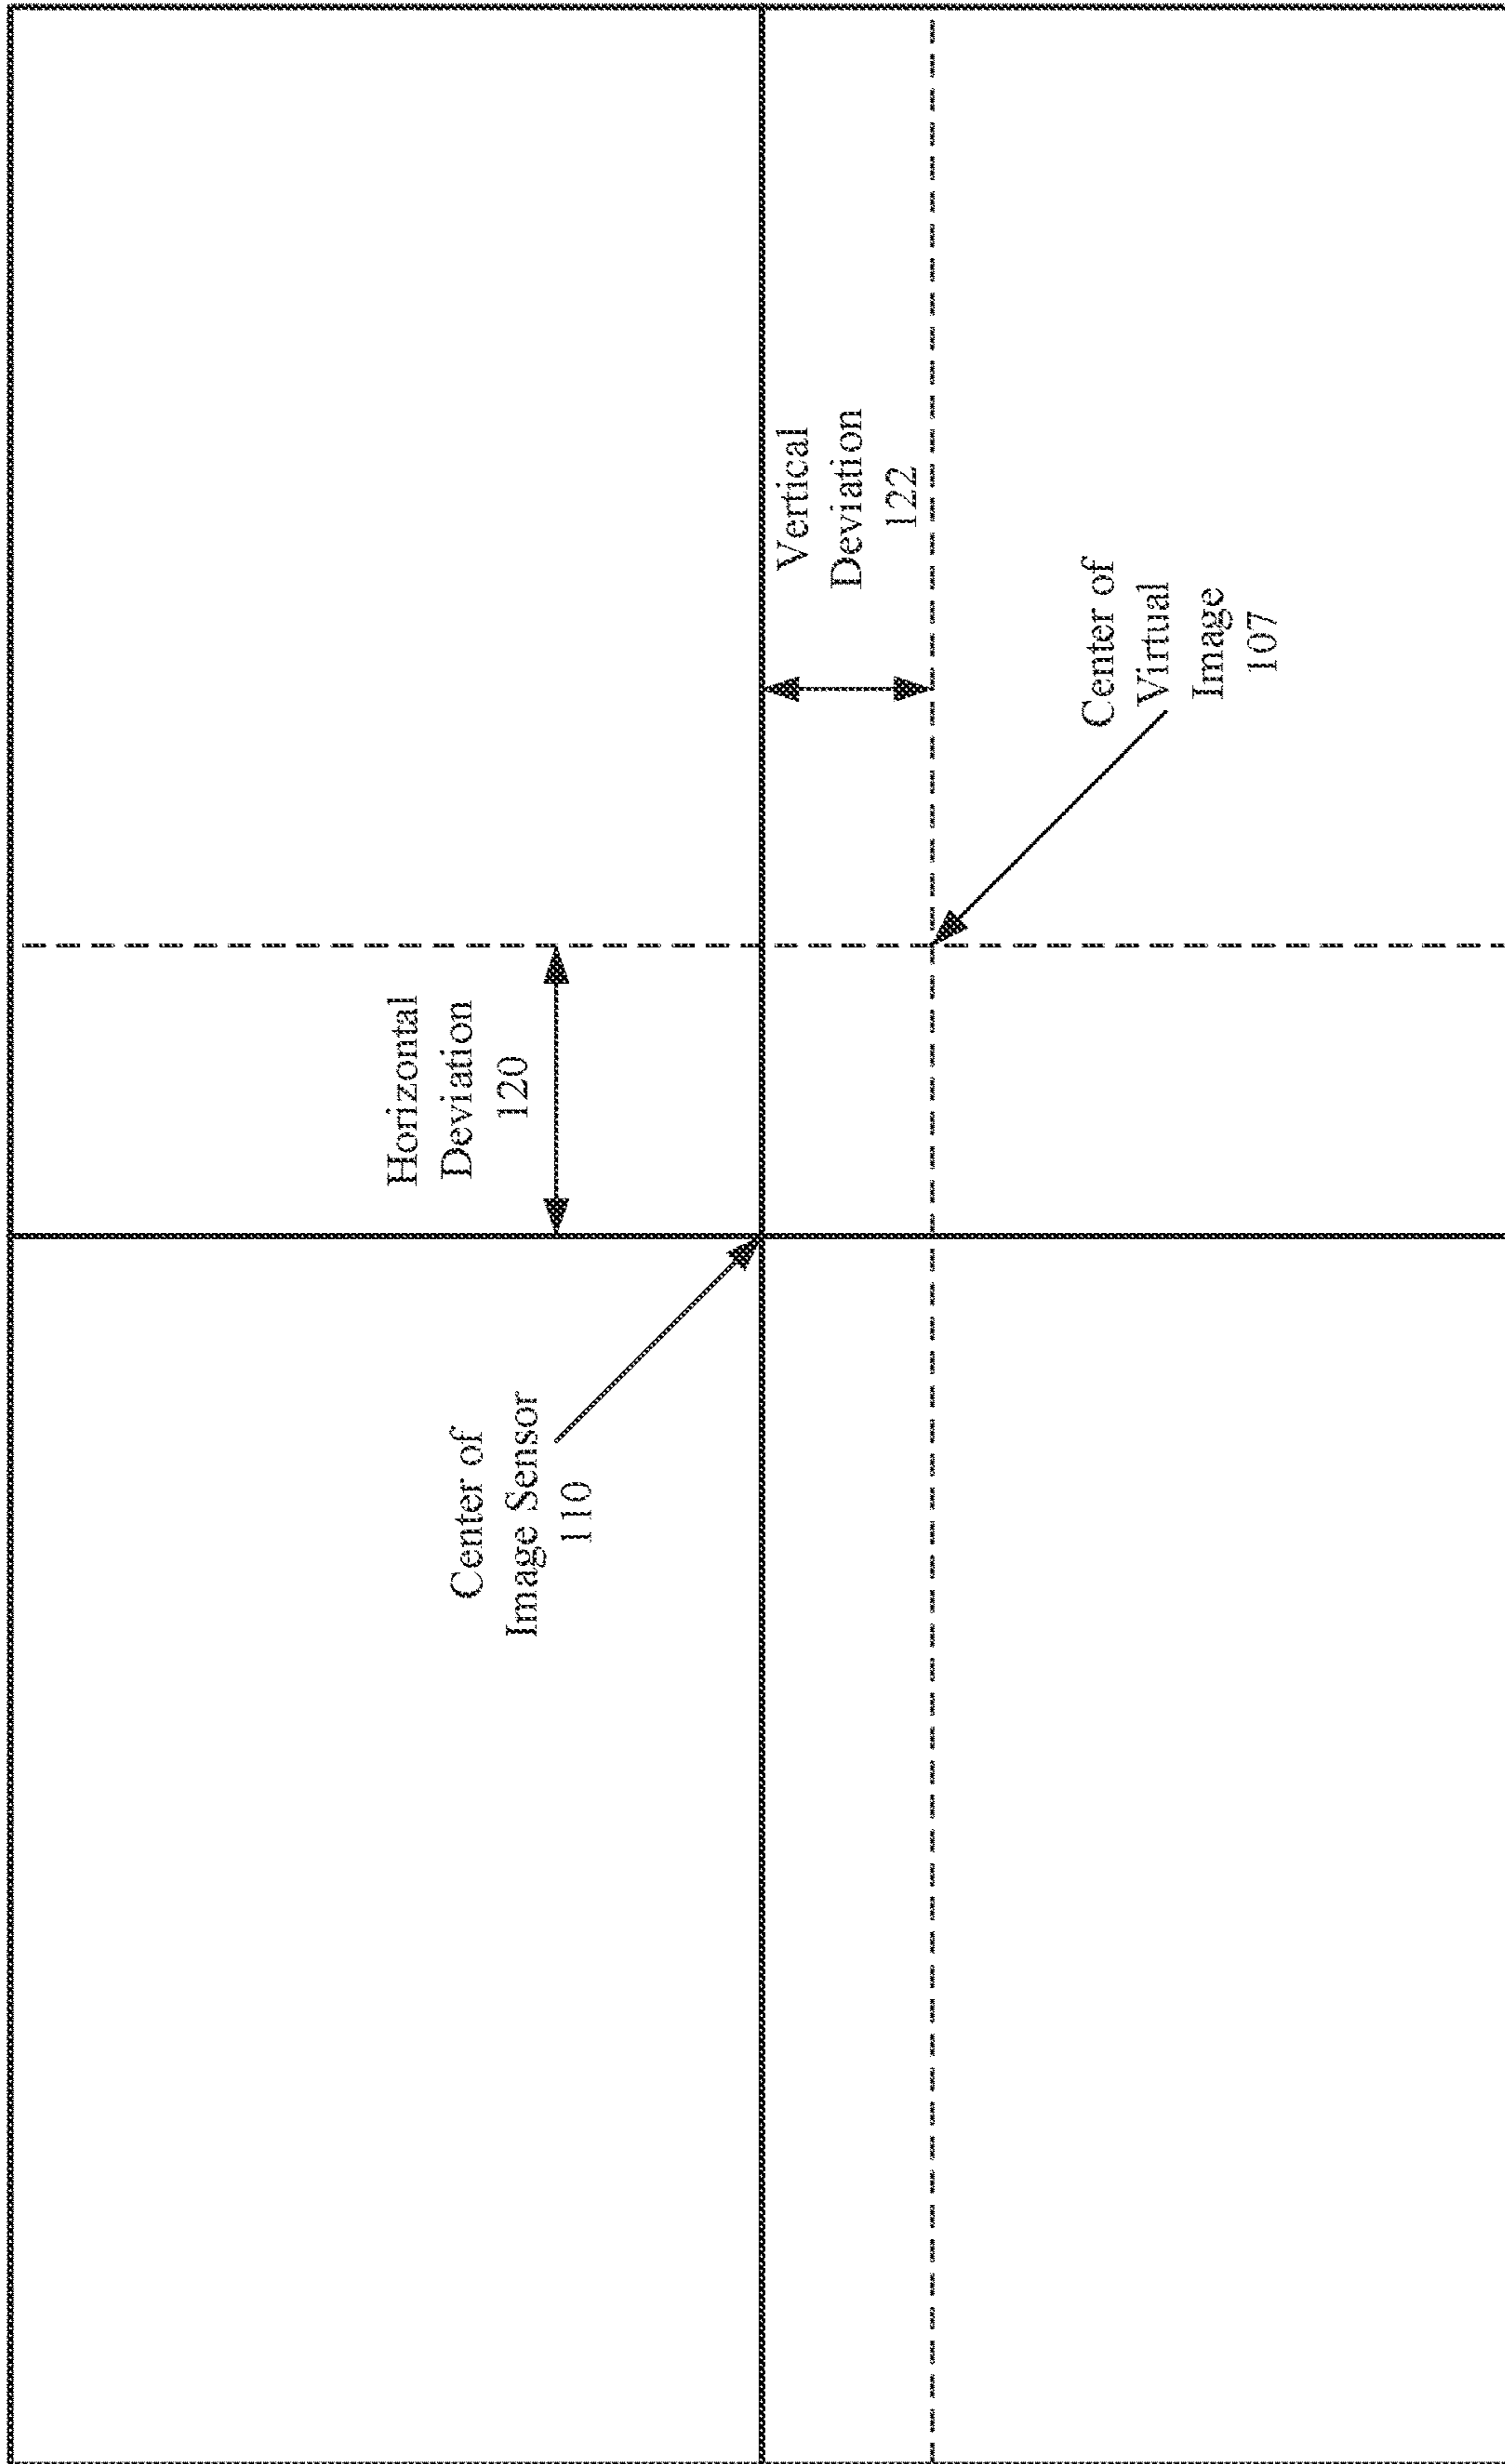 Center of
Image Sensor
110
Horizontal
Deviation
120
Vertical
Deviation
122
Center of
Virtual
Image
107